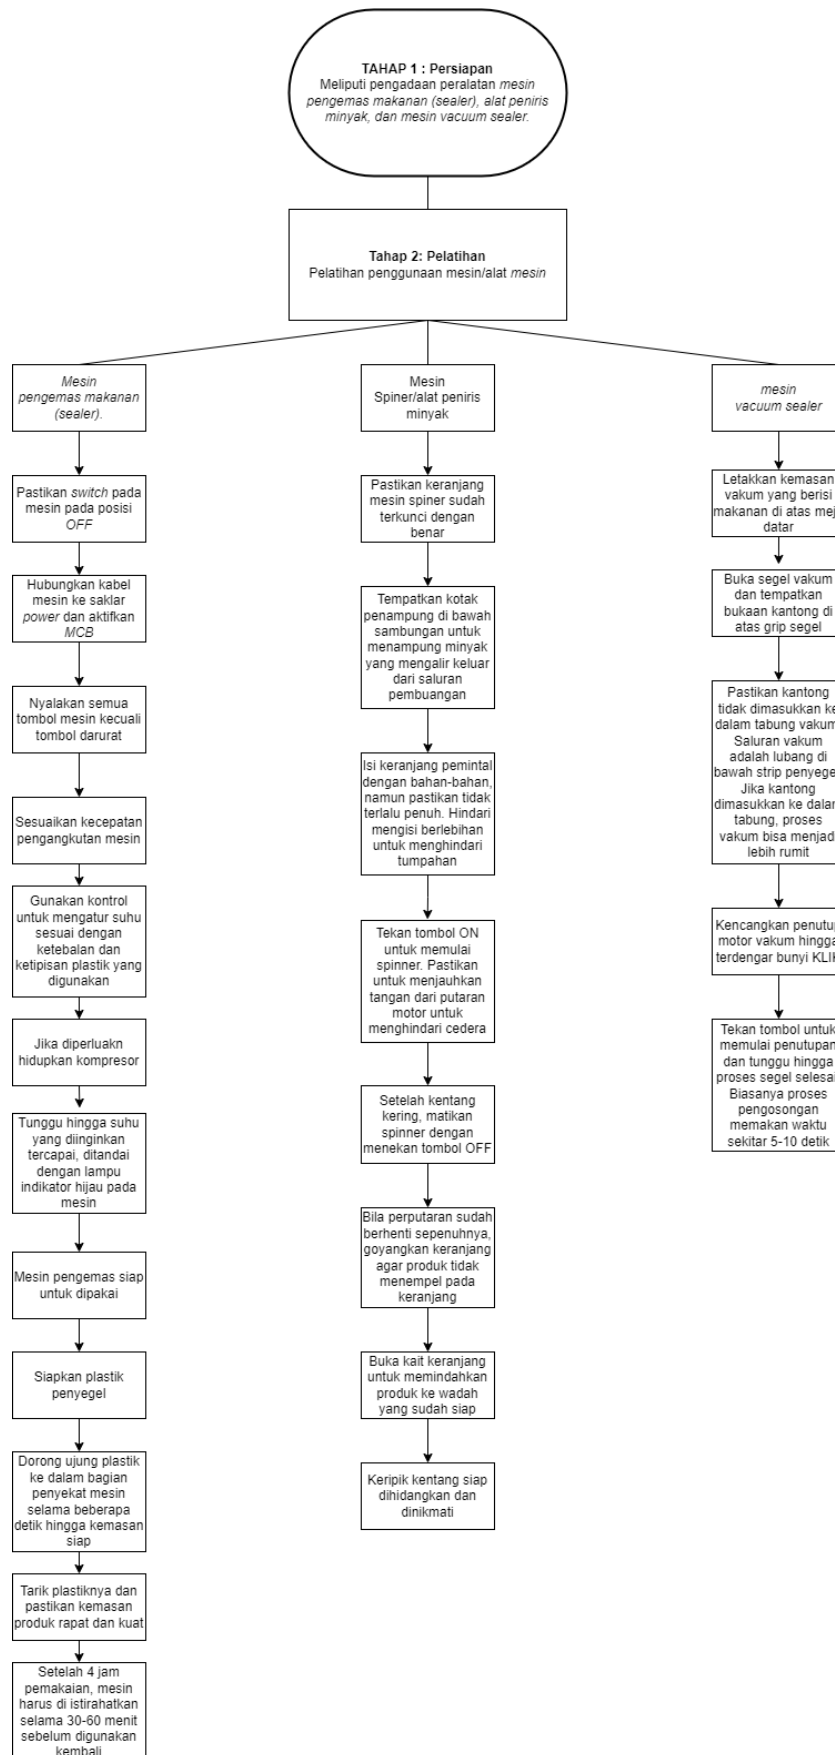 TAHAP 1 : Persiapan
Meliputi pengadaan peralatan mesin
pengemas makanan (sealer), alat peniris
minyak, dan mesin vacuum sealer.
Tahap 2: Pelatihan
Pelatihan penggunaan mesin/alat mesin
Mesin
pengemas makanan
(sealer).
Pastikan switch pada
mesin pada posisi
OFF
Hubungkan kabel
mesin ke saklar
power dan aktifkan
MCB
Nyalakan semua
tombol mesin kecuali
tombol darurat
Sesuaikan kecepatan
pengangkutan mesin
Gunakan kontrol
untuk mengatur suhu
sesuai dengan
ketebalan dan
ketipisan plastik yang
digunakan
Jika diperluakn
hidupkan kompresor
Tunggu hingga suhu
yang diinginkan
tercapai, ditandai
dengan lampu
indikator hijau pada
mesin
Mesin pengemas siap
untuk dipakai
Siapkan plastik
penyegel
Dorong ujung plastik
ke dalam bagian
penyekat mesin
selama beberapa
detik hingga kemasan
siap
Tarik plastiknya dan
pastikan kemasan
produk rapat dan kuat
Setelah 4 jam
pemakaian, mesin
harus di istirahatkan
selama 30-60 menit
sebelum digunakan
kembali
Mesin
Spiner/alat peniris
minyak
Pastikan keranjang
mesin spiner sudah
terkunci dengan
benar
Tempatkan kotak
penampung di bawah
sambungan untuk
menampung minyak
yang mengalir keluar
dari saluran
pembuangan
Isi keranjang pemintal
dengan bahan-bahan,
namun pastikan tidak
terlalu penuh. Hindari
mengisi berlebihan
untuk menghindari
tumpahan
Tekan tombol ON
untuk memulai
spinner. Pastikan
untuk menjauhkan
tangan dari putaran
motor untuk
menghindari cedera
Setelah kentang
kering, matikan
spinner dengan
menekan tombol OFF
Bila perputaran sudah
berhenti sepenuhnya,
goyangkan keranjang
agar produk tidak
menempel pada
keranjang
Buka kait keranjang
untuk memindahkan
produk ke wadah
yang sudah siap
Keripik kentang siap
dihidangkan dan
dinikmati
mesin
vacuum sealer
Letakkan kemasan
vakum yang berisi
makanan di atas mej
datar
Buka segel vakum
dan tempatkan
bukaan kantong di
atas grip segel
Pastikan kantong
tidak dimasukkan ke
dalam tabung vakum
Saluran vakum
adalah lubang di
bawah strip penyege
Jika kantong
dimasukkan ke dalam
tabung, proses
vakum bisa menjadi
lebih rumit
Kencangkan penutup
motor vakum hingga
terdengar bunyi KLIK
Tekan tombol untuk
memulai penutupan
dan tunggu hingga
proses segel selesai
Biasanya proses
pengosongan
memakan waktu
sekitar 5-10 detik